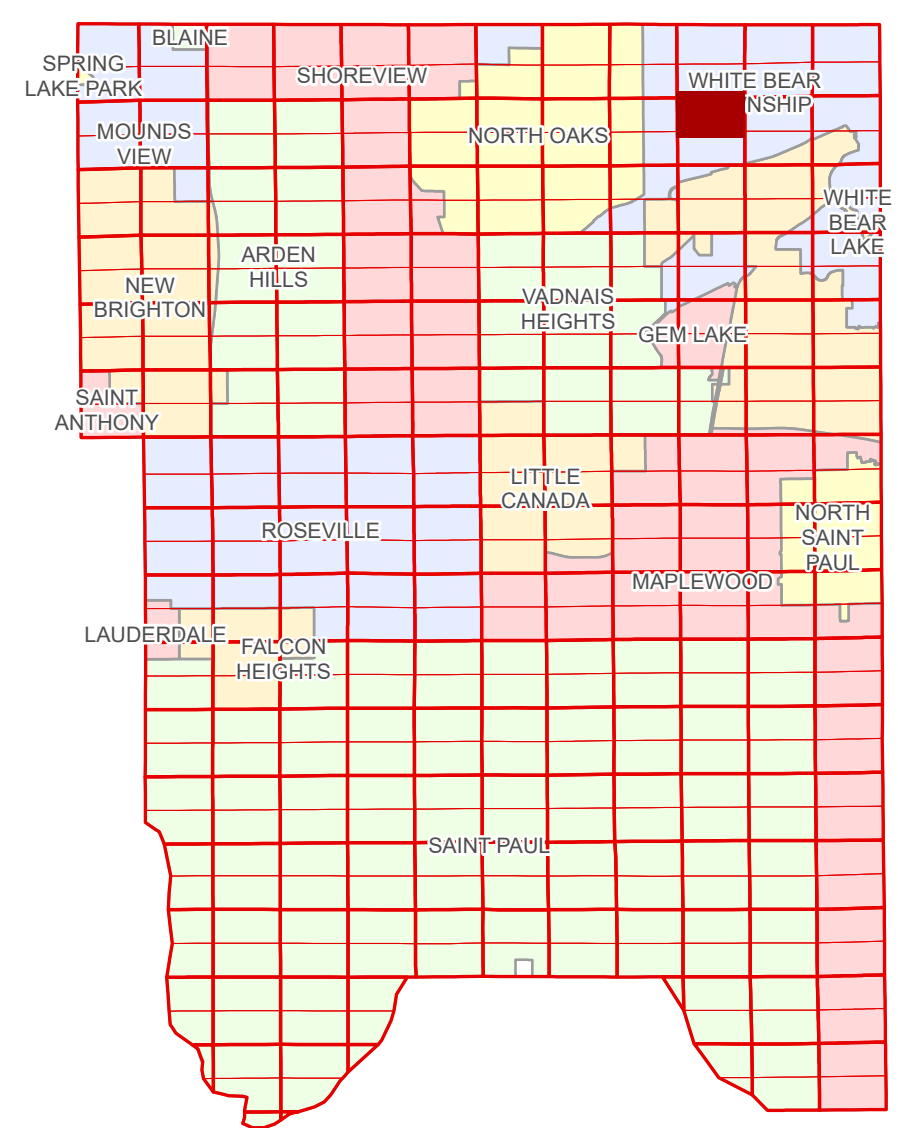 BLAINE
SPRING
LAKE PARK
SHOREVIEW
WHITE BEAR
NSHIP
MOUNDS
VIEW
NORTH OAKS
WHITE
BEAR
LAKE
ARDEN
HILLS
NEW
BRIGHTON
VADNAIS
HEIGHTS
GEM LAKE
SAINT
ANTHONY
LITTLE
CANADA
ROSEVILLE
NORTH
SAINT
PAUL
MAPLEWOOD
LAUDERDALE
FALCON
HEIGHTS
SAINT PAUL